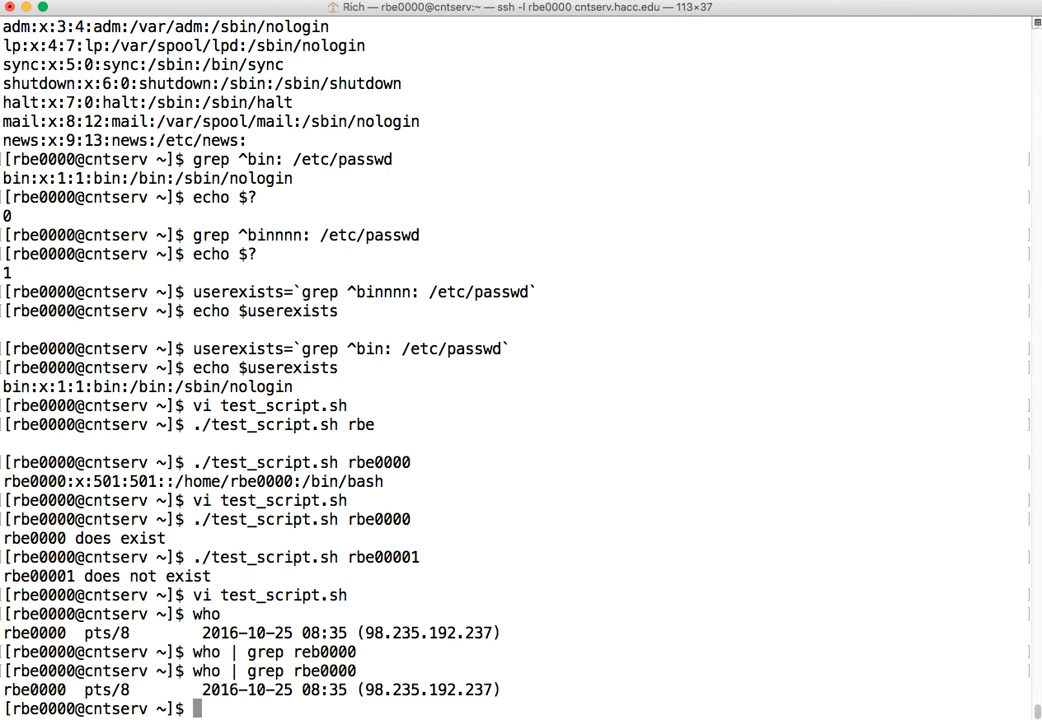 Rich — rbe0000@cntserv:~ — ssh -l rbe0000 cntserv.hacc.edu — 113×37
adm:x:3:4:adm:/var/adm:/sbin/nologin
lp:x:4:7:lp:/var/spool/lpd:/sbin/nologin
sync:x:5:0:sync:/sbin:/bin/sync
shutdown:x:6:0:shutdown:/sbin:/sbin/shutdown
halt:x:7:0:halt:/sbin:/sbin/halt
mail:x:8:12:mail:/var/spool/mail:/sbin/nologin
news:x:9:13:news:/etc/news:
[rbe0000@cntserv ~]$ grep ^bin: /etc/passwd
bin:x:1:1:bin:/bin:/sbin/nologin
[rbe0000@cntserv ~]$ echo $?
0
[rbe0000@cntserv ~]$ grep ^binnnn: /etc/passwd
[rbe0000@cntserv ~]$ echo $?
1
[rbe0000@cntserv ~]$ userexists=`grep ^binnnn: /etc/passwd`
[rbe0000@cntserv ~]$ echo $userexists
[rbe0000@cntserv ~]$ userexists=`grep ^bin: /etc/passwd`
[rbe0000@cntserv ~]$ echo $userexists
bin:x:1:1:bin:/bin:/sbin/nologin
[rbe0000@cntserv ~]$ vi test_script.sh
[rbe0000@cntserv ~]$ ./test_script.sh rbe
[rbe0000@cntserv ~]$ ./test_script.sh rbe0000
rbe0000:x:501:501::/home/rbe0000:/bin/bash
[rbe0000@cntserv ~]$ vi test_script.sh
[rbe0000@cntserv ~]$ ./test_script.sh rbe0000
rbe0000 does exist
[rbe0000@cntserv ~]$ ./test_script.sh rbe00001
rbe00001 does not exist
[rbe0000@cntserv ~]$ vi test_script.sh
[rbe0000@cntserv ~]$ who
rbe0000  pts/8        2016-10-25 08:35 (98.235.192.237)
[rbe0000@cntserv ~]$ who | grep reb0000
[rbe0000@cntserv ~]$ who | grep rbe0000
rbe0000  pts/8        2016-10-25 08:35 (98.235.192.237)
[rbe0000@cntserv ~]$